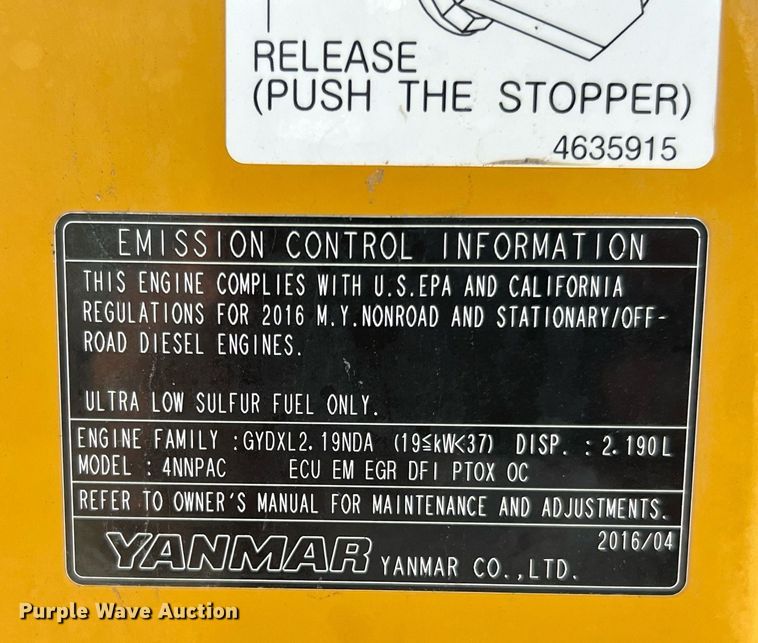 RELEASE
(PUSH THE STOPPER)
4635915
EMISSION CONTROL INFORMATION
THIS ENGINE COMPLIES WITH U.S.EPA AND CALIFORNIA
REGULATIONS FOR 2016 M.Y.NONROAD AND STATIONARY/OFF-
ROAD DIESEL ENGINES.
ULTRA LOW SULFUR FUEL ONLY.
ENGINE FAMILY :GYDXL2.19NDA (19≦kW<37) DISP. : 2.190L
MODEL : 4NNPAC ECU EM EGR DFI PTOX OC
REFER TO OWNER'S MANUAL FOR MAINTENANCE AND ADJUSTMENTS.
YANMAR YANMAR CO.,LTD. 2016/04
Purple Wave Auction